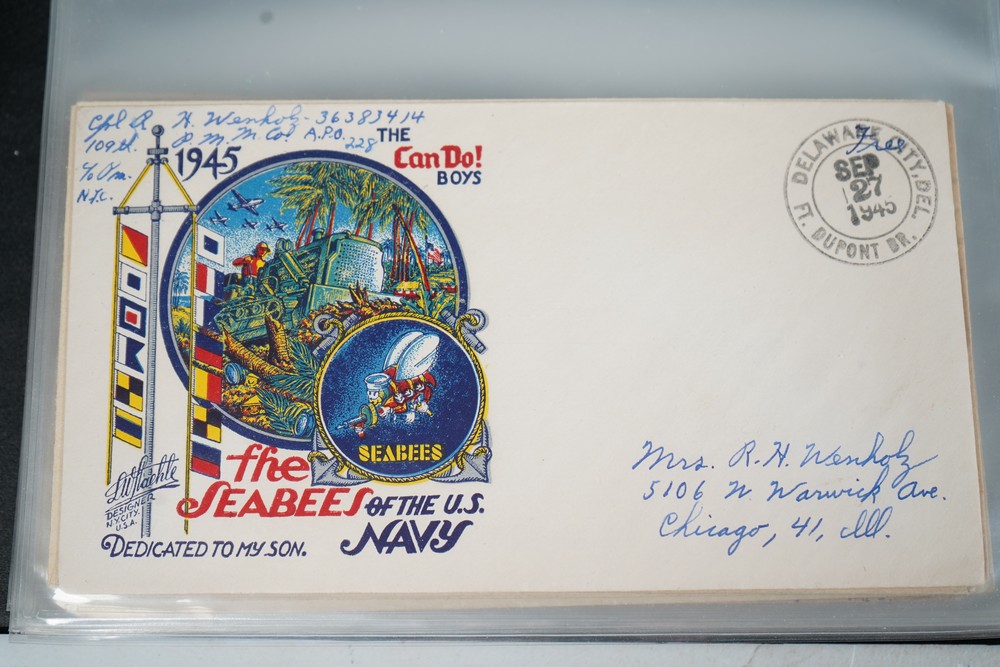 Cpl R. H. Wenholz - 36383414
109th P. M. M Co. A.P.O. 228
% P.m.
N.Y.C.
1945
THE
Can Do!
BOYS
Free
DELAWARE CITY, DEL.
SEP
27
1945
FT. DUPONT BR.
SEABEES
the
SEABEES OF THE U.S.
NAVY
DEDICATED TO MY SON.
LW Staehle
DESIGNER
N.Y.CITY.
U.S.A.
Mrs. R. H. Wenholz
5106 W. Warwick Ave.
Chicago, 41, Ill.